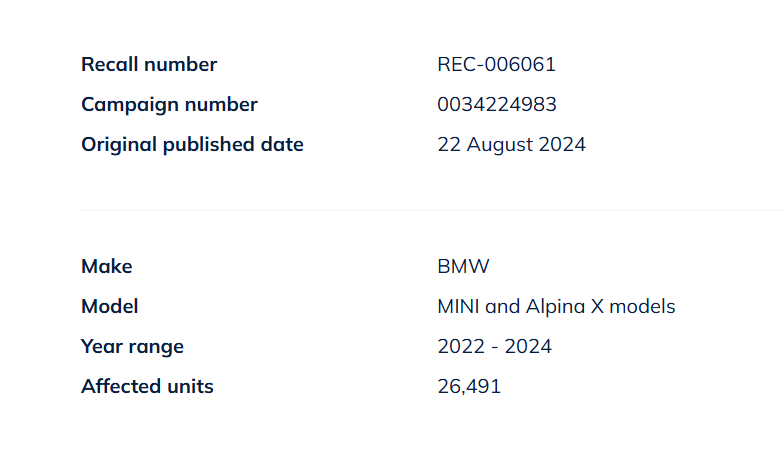 Recall number REC-006061
Campaign number 0034224983
Original published date 22 August 2024
Make BMW
Model MINI and Alpina X models
Year range 2022 - 2024
Affected units 26,491